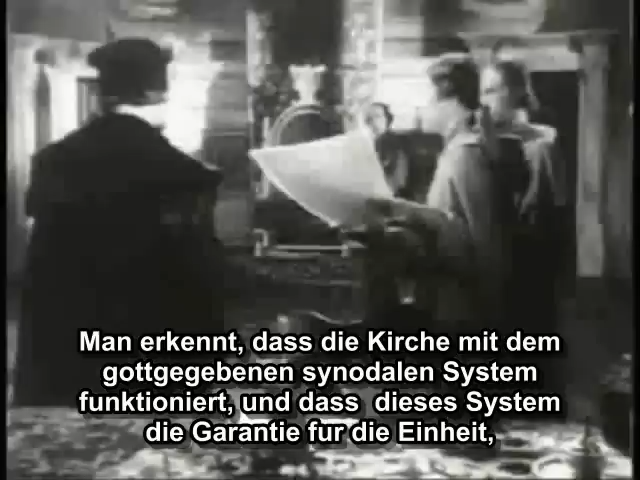 Man erkennt, dass die Kirche mit dem
gottgegebenen synodalen System
funktioniert, und dass  dieses System
die Garantie fur die Einheit,